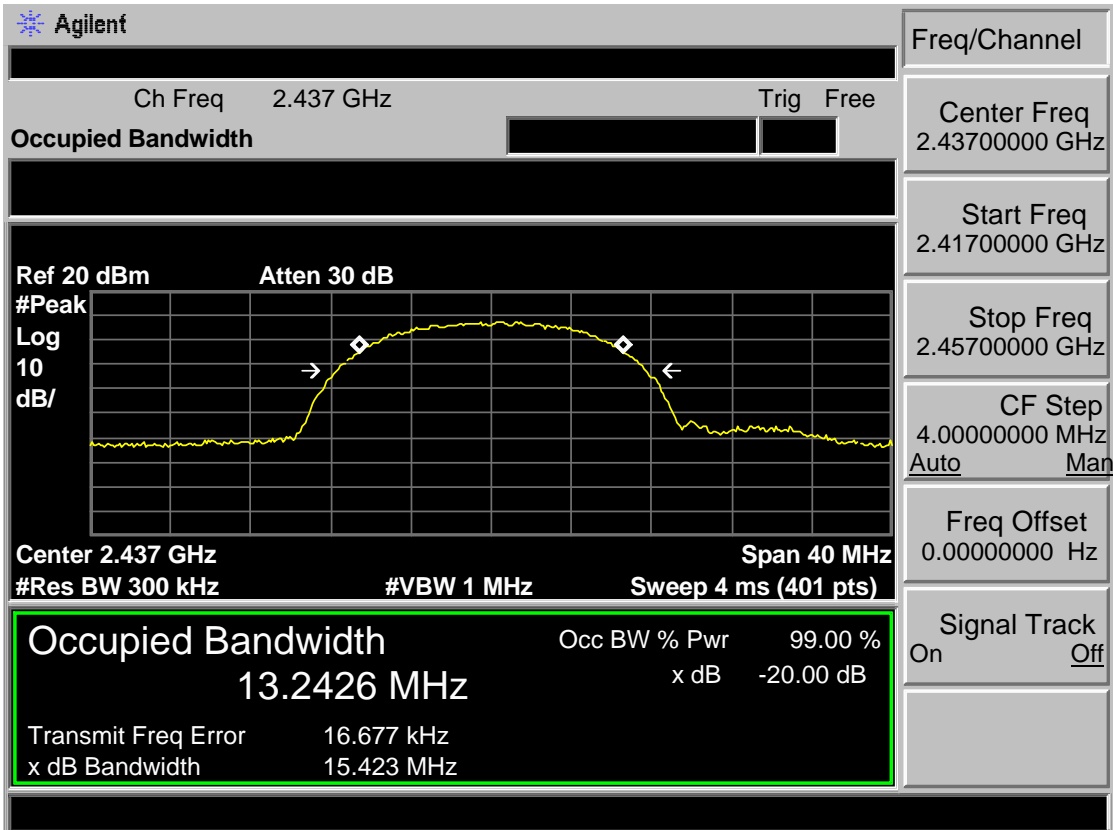 Agilent
Freq/Channel
Ch Freq 2.437 GHz Trig Free
Occupied Bandwidth
Center Freq
2.43700000 GHz
Start Freq
2.41700000 GHz
Stop Freq
2.45700000 GHz
CF Step
4.00000000 MHz
Auto Man
Freq Offset
0.00000000 Hz
Signal Track
On Off
Ref 20 dBm Atten 30 dB
#Peak
Log
10
dB/
Center 2.437 GHz Span 40 MHz
#Res BW 300 kHz #VBW 1 MHz Sweep 4 ms (401 pts)
Occupied Bandwidth Occ BW % Pwr 99.00 %
13.2426 MHz x dB -20.00 dB
Transmit Freq Error 16.677 kHz
x dB Bandwidth 15.423 MHz